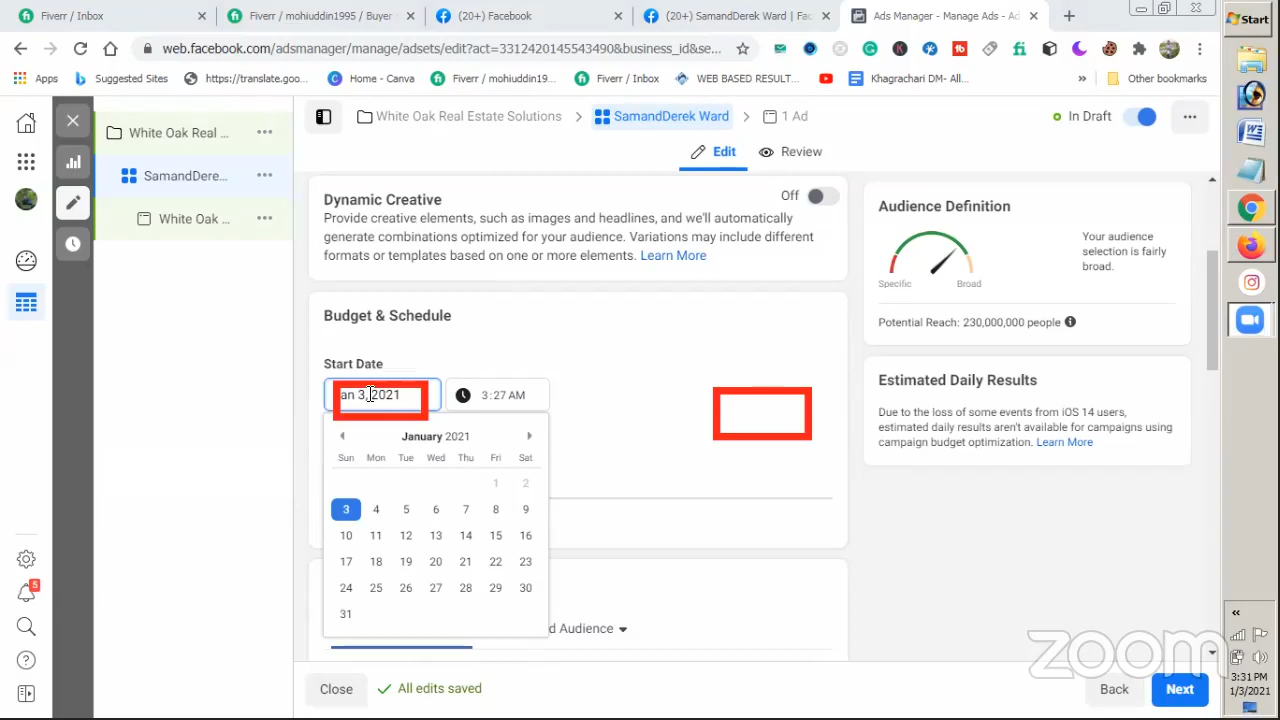 Fiverr / Inbox
Fiverr / mohiuddin1995 / Buyer
(20+) Facebook
(20+) SamandDerek Ward | Fac
Ads Manager - Manage Ads - Ad
Start
web.facebook.com/adsmanager/manage/adsets/edit?act=3312420145543490&business_id&se...
Apps
Suggested Sites
https://translate.goo...
Home - Canva
Fiverr / mohiuddin19...
Fiverr / Inbox
WEB BASED RESULT...
Khagrachari DM- All...
»
Other bookmarks
White Oak Real ...
SamandDere...
White Oak ...
White Oak Real Estate Solutions
SamandDerek Ward
1 Ad
In Draft
Edit
Review
Dynamic Creative
Off
Provide creative elements, such as images and headlines, and we'll automatically
generate combinations optimized for your audience. Variations may include different
formats or templates based on one or more elements. Learn More
Budget & Schedule
Start Date
an 3, 2021
3:27 AM
January 2021
Sun Mon Tue Wed Thu Fri Sat
1 2
3 4 5 6 7 8 9
10 11 12 13 14 15 16
17 18 19 20 21 22 23
24 25 26 27 28 29 30
31
d Audience
Audience Definition
Your audience
selection is fairly
broad.
Specific
Broad
Potential Reach: 230,000,000 people
Estimated Daily Results
Due to the loss of some events from iOS 14 users,
estimated daily results aren't available for campaigns using
campaign budget optimization. Learn More
5
Close
All edits saved
Back
Next
zoom
«
3:31 PM
1/3/2021